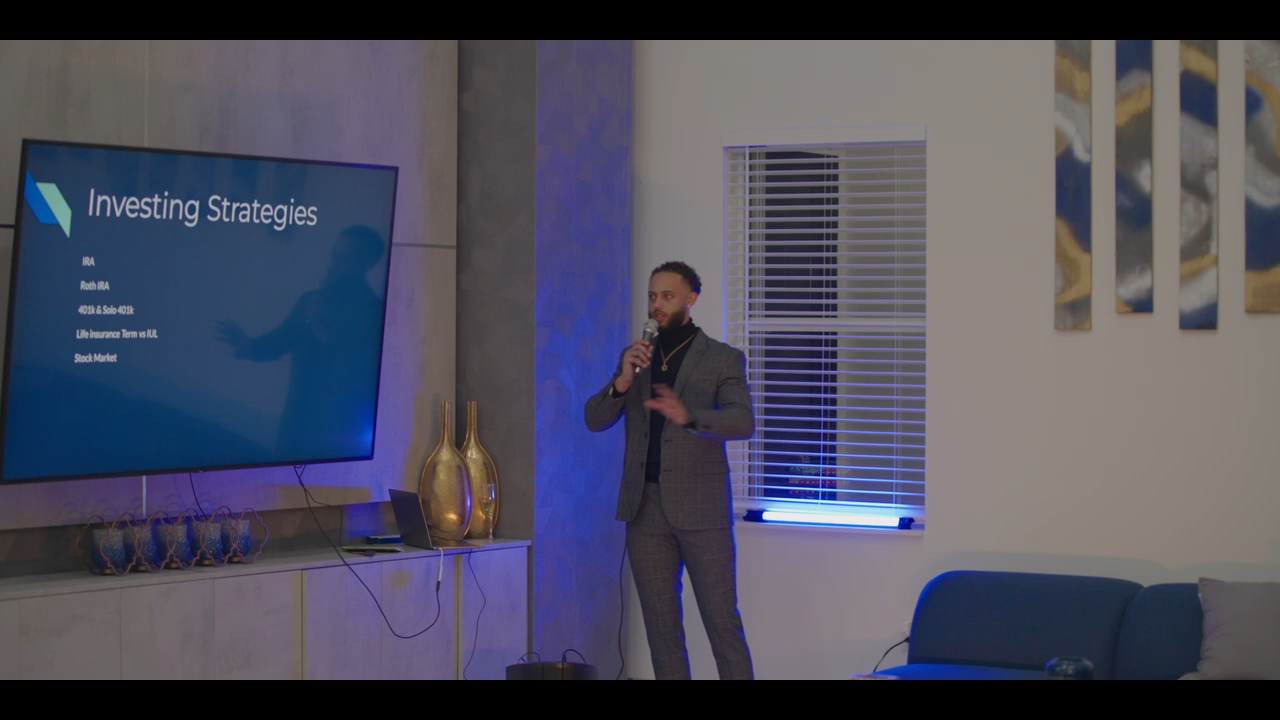 Investing Strategies
IRA
Roth IRA
401k & Solo 401k
Life Insurance Term vs IUL
Stock Market